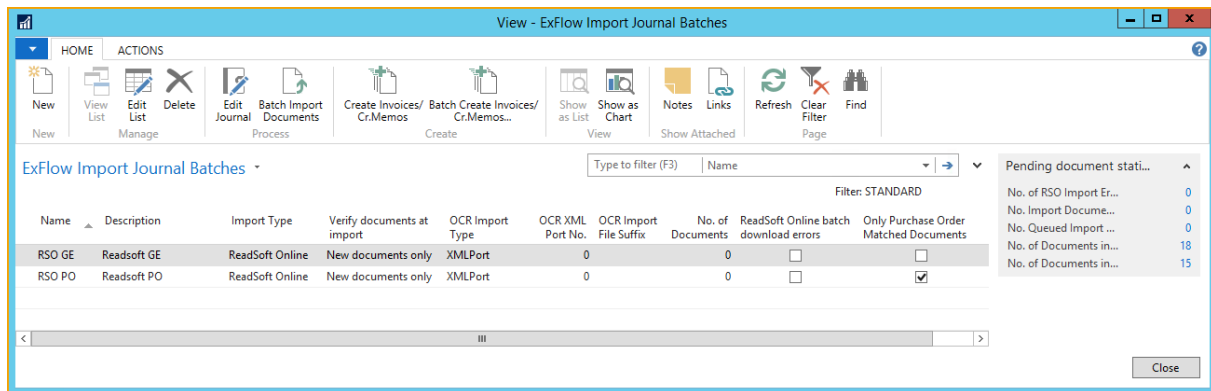 View - ExFlow Import Journal Batches
HOME ACTIONS
New View List Edit List Delete Edit Journal Batch Import Documents Create Invoices/ Cr.Memos Batch Create Invoices/ Cr.Memos... Show as List Show as Chart Notes Links Refresh Clear Filter Find
New Manage Process Create View Show Attached Page
ExFlow Import Journal Batches
Type to filter (F3) Name
Filter: STANDARD
Name Description Import Type Verify documents at import OCR Import Type OCR XML Port No. OCR Import File Suffix No. of Documents ReadSoft Online batch download errors Only Purchase Order Matched Documents
RSO GE Readsoft GE ReadSoft Online New documents only XMLPort 0 0
RSO PO Readsoft PO ReadSoft Online New documents only XMLPort 0 0
Pending document stati...
No. of RSO Import Er... 0
No. Import Docume... 0
No. Queued Import ... 0
No. of Documents in... 18
No. of Documents in... 15
Close